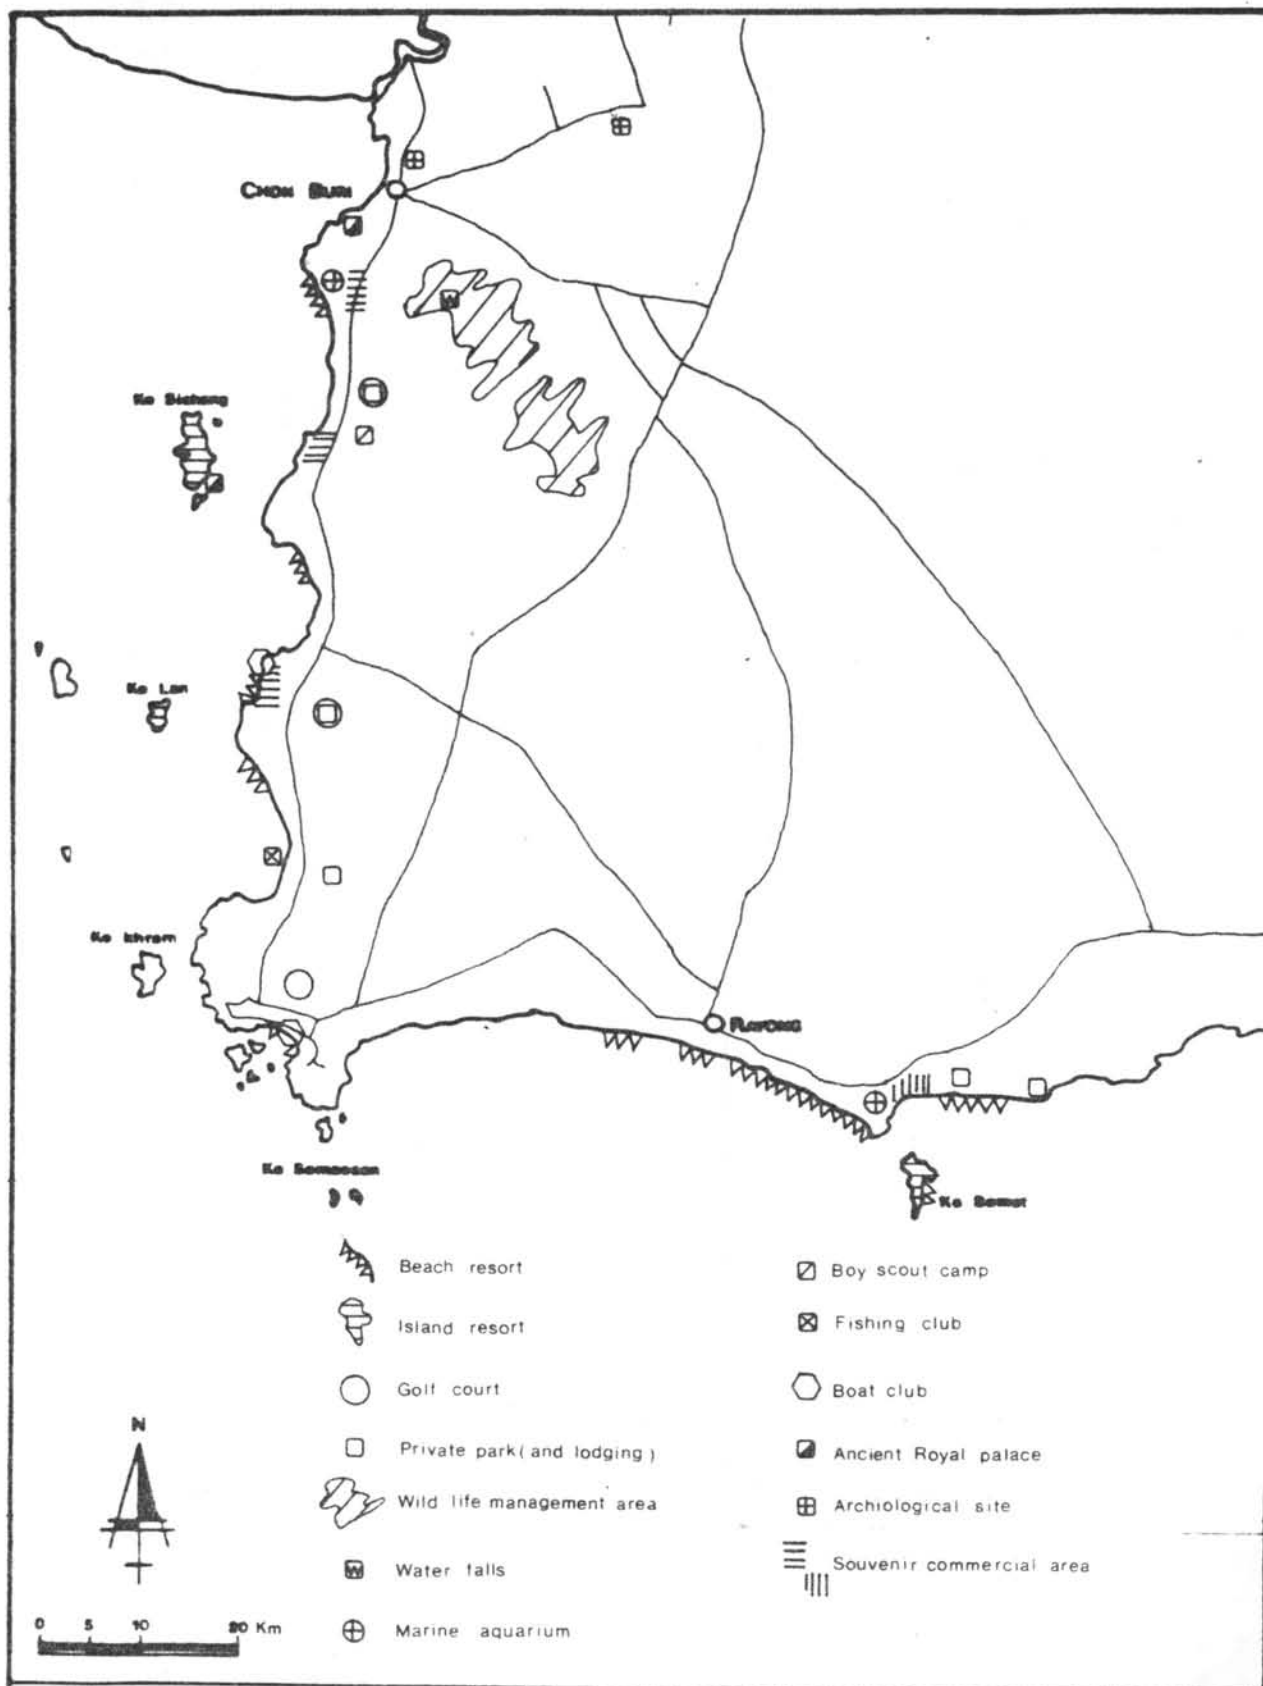 CHON BURI
Ko Sichang
Ko Lan
Ko khram
RAYONG
Ko Samaesan
Ko Samet
Beach resort
Island resort
Golf court
Private park (and lodging)
Wild life management area
Water falls
Marine aquarium
Boy scout camp
Fishing club
Boat club
Ancient Royal palace
Archiological site
Souvenir commercial area
N
0 5 10 20 Km